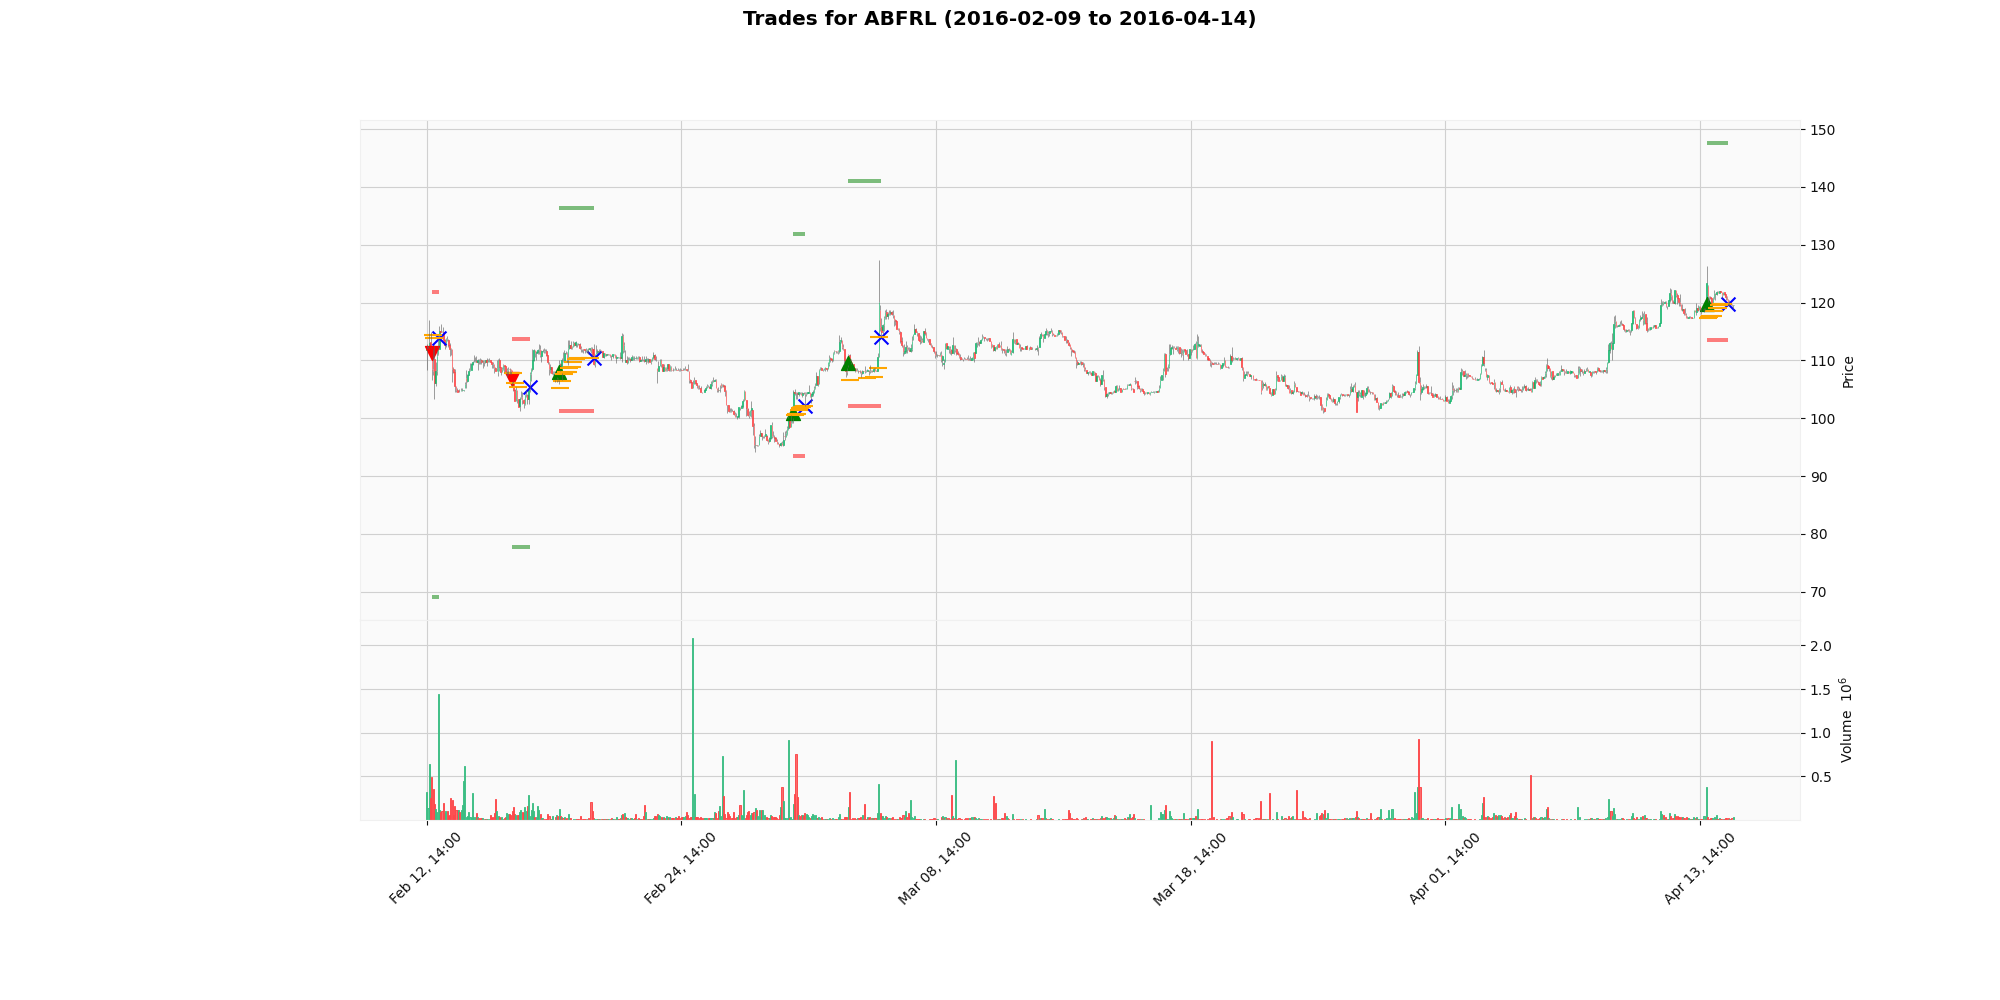 Trades for ABFRL (2016-02-09 to 2016-04-14)
150
140
130
120
110
100
90
80
70
Price
2.0
1.5
1.0
0.5
Volume 10^6
Feb 12, 14:00
Feb 24, 14:00
Mar 08, 14:00
Mar 18, 14:00
Apr 01, 14:00
Apr 13, 14:00